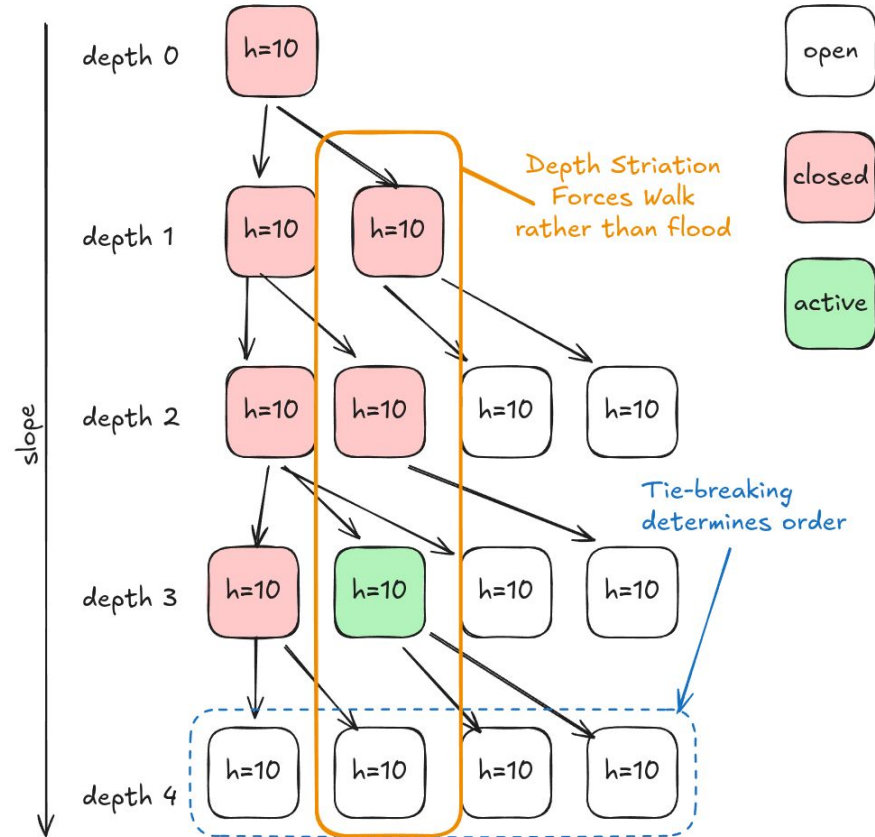 depth 0
h=10
open
Depth Striation
Forces Walk
rather than flood
closed
depth 1
h=10
h=10
active
depth 2
h=10
h=10
h=10
h=10
slope
Tie-breaking
determines order
depth 3
h=10
h=10
h=10
h=10
depth 4
h=10
h=10
h=10
h=10